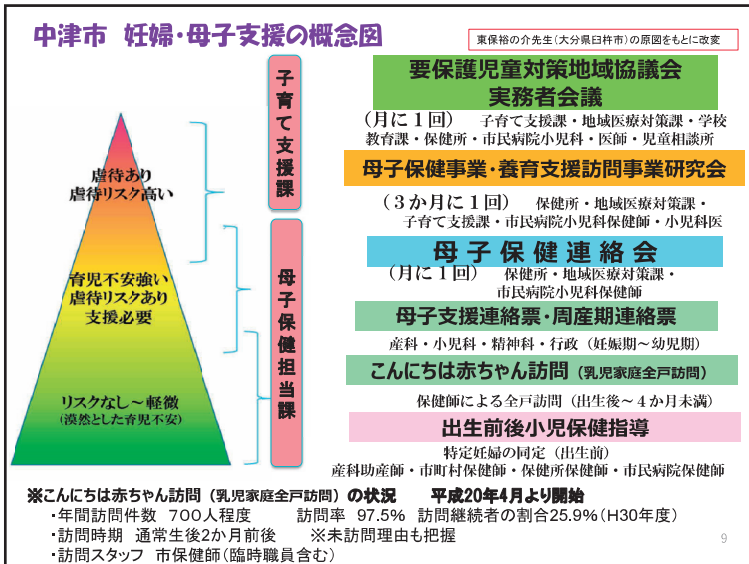 中津市　妊婦・母子支援の概念図
東保裕の介先生（大分県臼杵市）の原図をもとに改変
虐待あり
虐待リスク高い
育児不安強い
虐待リスクあり
支援必要
リスクなし～軽微
（漠然とした育児不安）
子育て支援課
母子保健担当課
要保護児童対策地域協議会
実務者会議
（月に１回）　子育て支援課・地域医療対策課・学校
教育課・保健所・市民病院小児科・医師・児童相談所
母子保健事業・養育支援訪問事業研究会
（３か月に１回）　保健所・地域医療対策課・
子育て支援課・市民病院小児科保健師・小児科医
母子保健連絡会
（月に１回）　保健所・地域医療対策課・
市民病院小児科保健師
母子支援連絡票・周産期連絡票
産科・小児科・精神科・行政（妊娠期～幼児期）
こんにちは赤ちゃん訪問（乳児家庭全戸訪問）
保健師による全戸訪問（出生後～４か月未満）
出生前後小児保健指導
特定妊婦の同定（出生前）
産科助産師・市町村保健師・保健所保健師・市民病院保健師
※こんにちは赤ちゃん訪問（乳児家庭全戸訪問）の状況　平成20年4月より開始
・年間訪問件数　700人程度　　訪問率　97.5%　訪問継続者の割合25.9%（H30年度）
・訪問時期　通常生後2か月前後　　※未訪問理由も把握
・訪問スタッフ　市保健師（臨時職員含む）
9